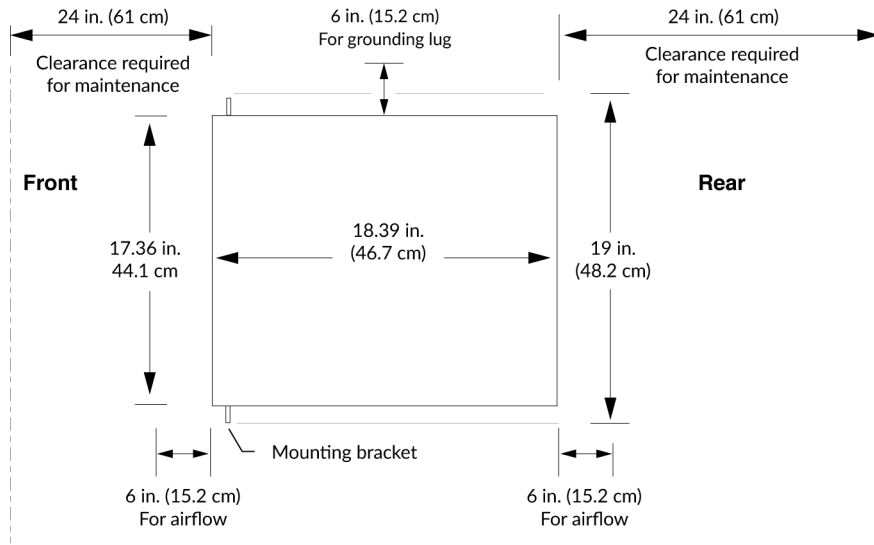 24 in. (61 cm)
Clearance required
for maintenance
6 in. (15.2 cm)
For grounding lug
24 in. (61 cm)
Clearance required
for maintenance
Front
Rear
17.36 in.
44.1 cm
18.39 in.
(46.7 cm)
19 in.
(48.2 cm)
Mounting bracket
6 in. (15.2 cm)
For airflow
6 in. (15.2 cm)
For airflow